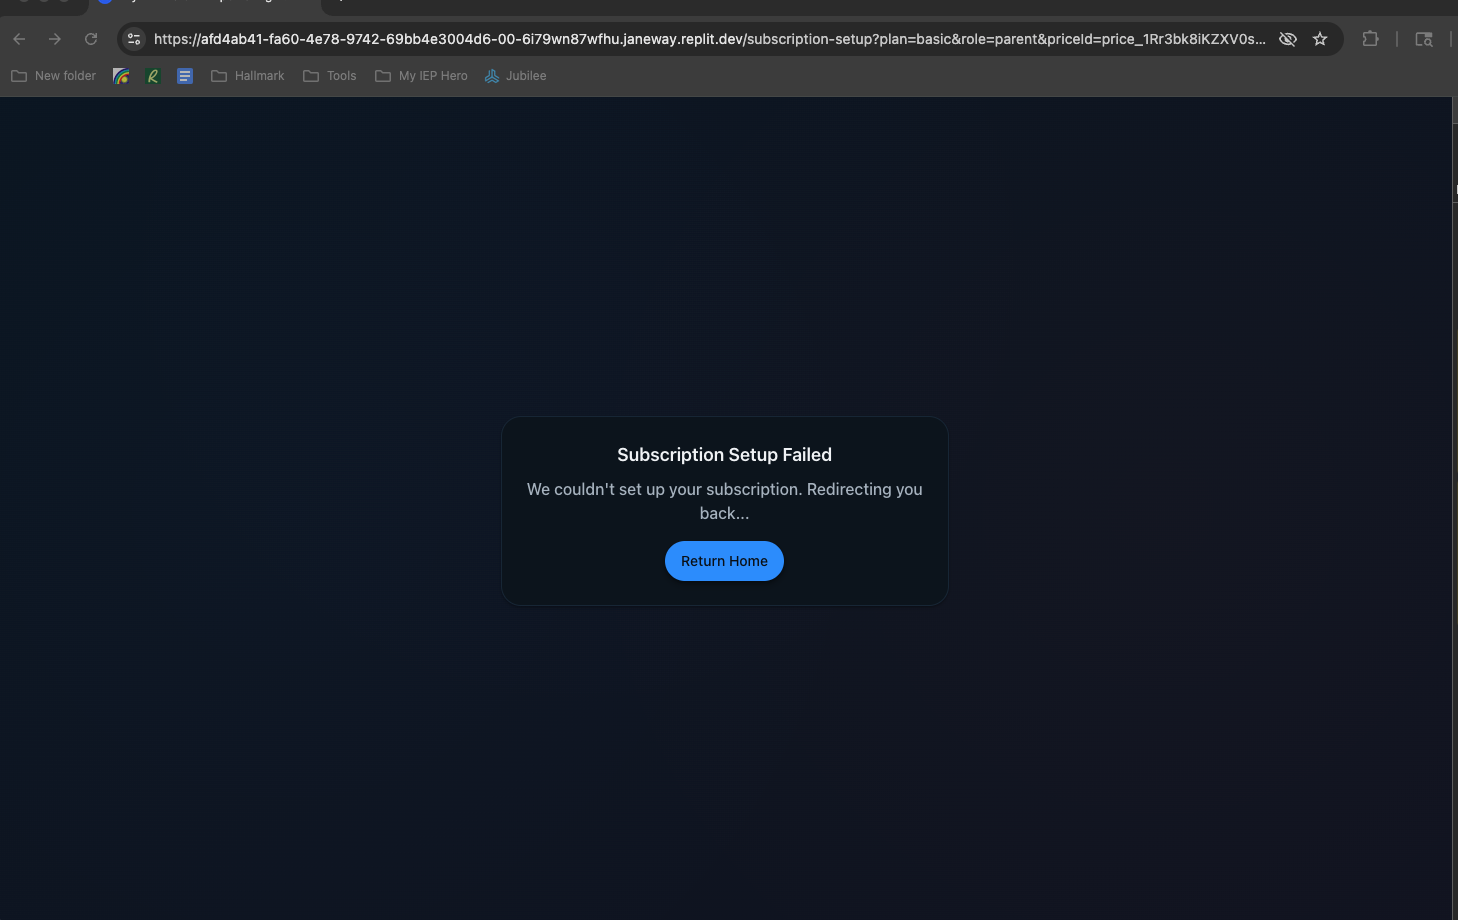 https://afd4ab41-fa60-4e78-9742-69bb4e3004d6-00-6i79wn87wfhu.janeway.replit.dev/subscription-setup?plan=basic&role=parent&priceId=price_1Rr3bk8iKZXV0s...
New folder Hallmark Tools My IEP Hero Jubilee
Subscription Setup Failed
We couldn't set up your subscription. Redirecting you
back...
Return Home